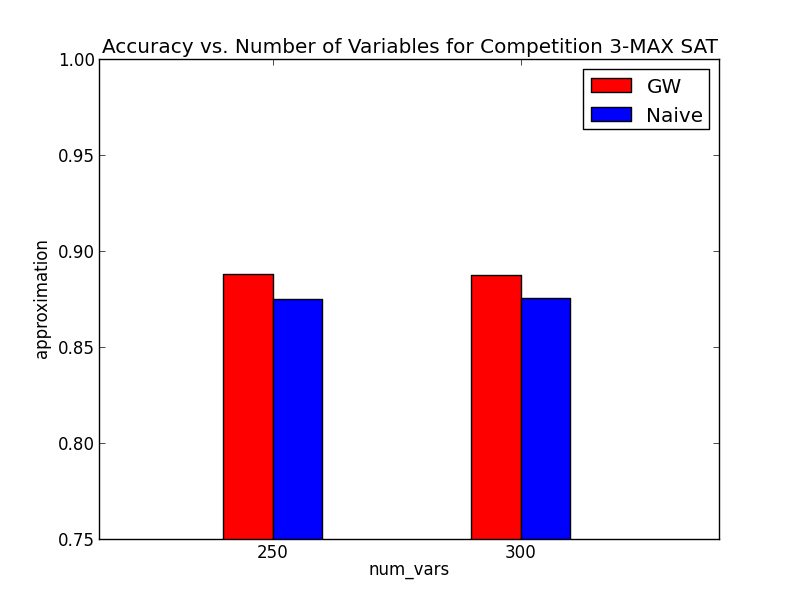 Accuracy vs. Number of Variables for Competition 3-MAX SAT
1.00
0.95
0.90
0.85
0.80
0.75
approximation
GW
Naive
250 300
num_vars